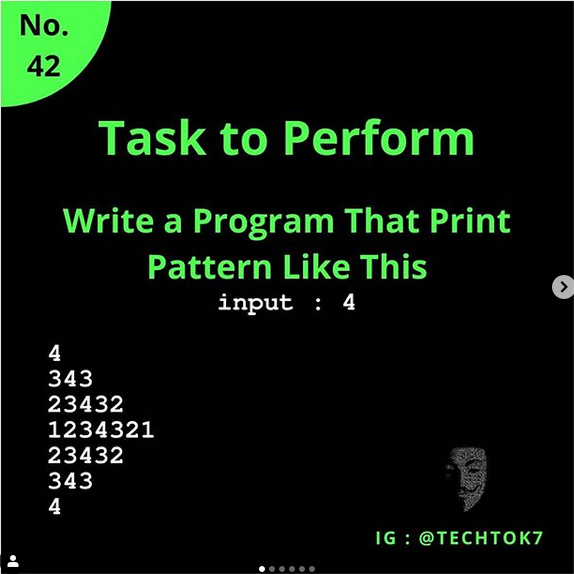 No.
42
Task to Perform
Write a Program That Print
Pattern Like This
input : 4
4
343
23432
1234321
23432
343
4
IG : @TECHTOK7